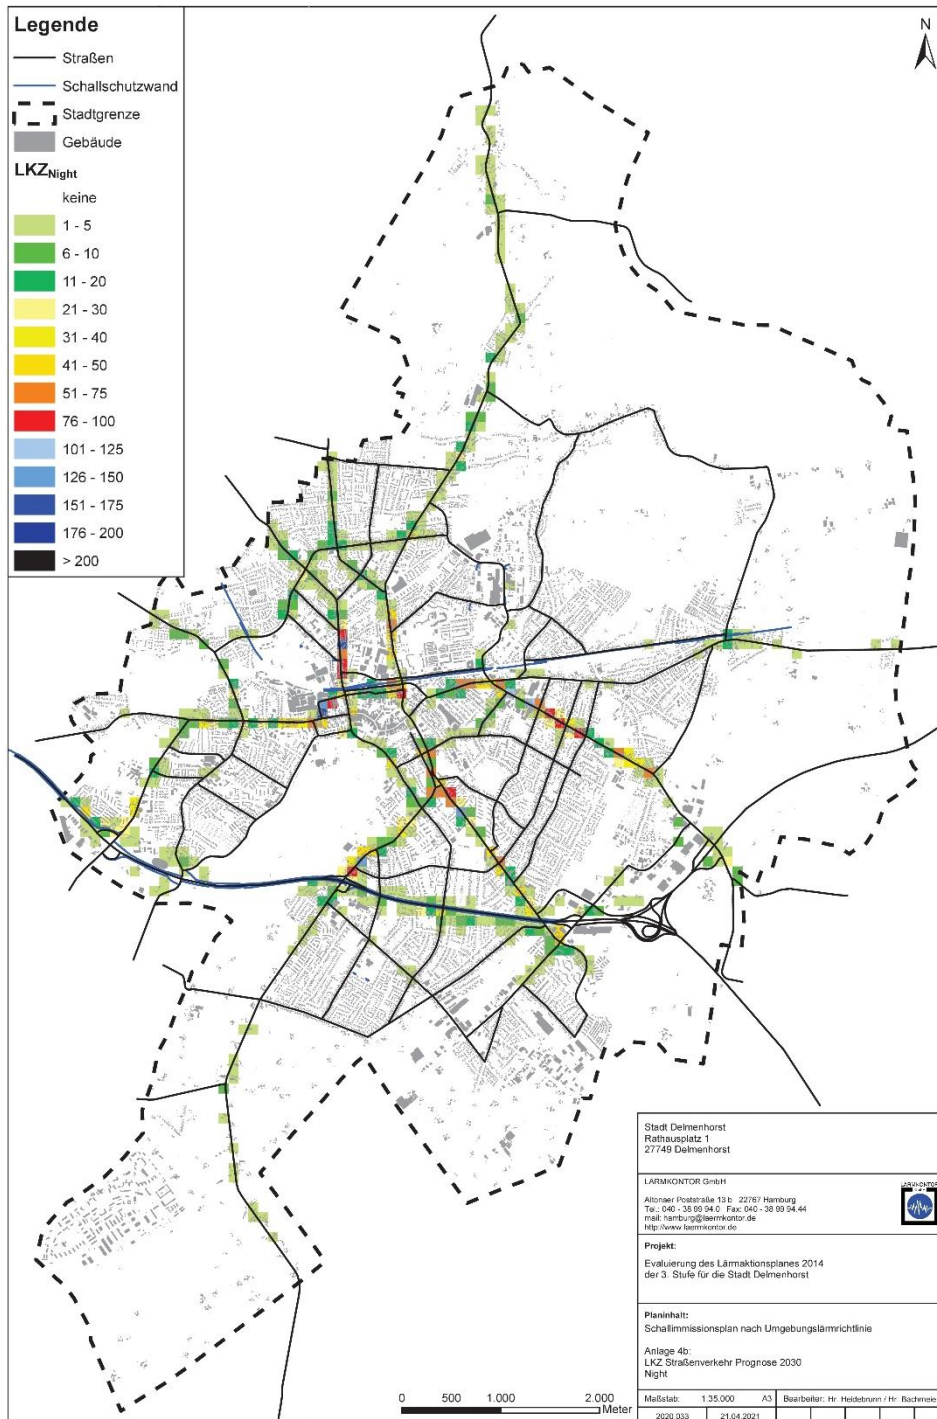 Legende
Straßen
Schallschutzwand
Stadtgrenze
Gebäude
LKZNight
keine
1 - 5
6 - 10
11 - 20
21 - 30
31 - 40
41 - 50
51 - 75
76 - 100
101 - 125
126 - 150
151 - 175
176 - 200
> 200
N
0 500 1.000 2.000
Meter
Stadt Delmenhorst
Rathausplatz 1
27749 Delmenhorst
LÄRMKONTOR GmbH
Altonaer Poststraße 13 b 22767 Hamburg
Tel.: 040 - 38 99 94.0 Fax: 040 - 38 99 94.44
mail: hamburg@laermkontor.de
http://www.laermkontor.de
LÄRMKONTOR
Projekt:
Evaluierung des Lärmaktionsplanes 2014
der 3. Stufe für die Stadt Delmenhorst
Planinhalt:
Schallimmissionsplan nach Umgebungslärmrichtlinie
Anlage 4b:
LKZ Straßenverkehr Prognose 2030
Night
Maßstab: 1:35.000 A3 Bearbeiter: Hr. Heidebrunn / Hr. Bachmeie
2020.033 21.04.2021